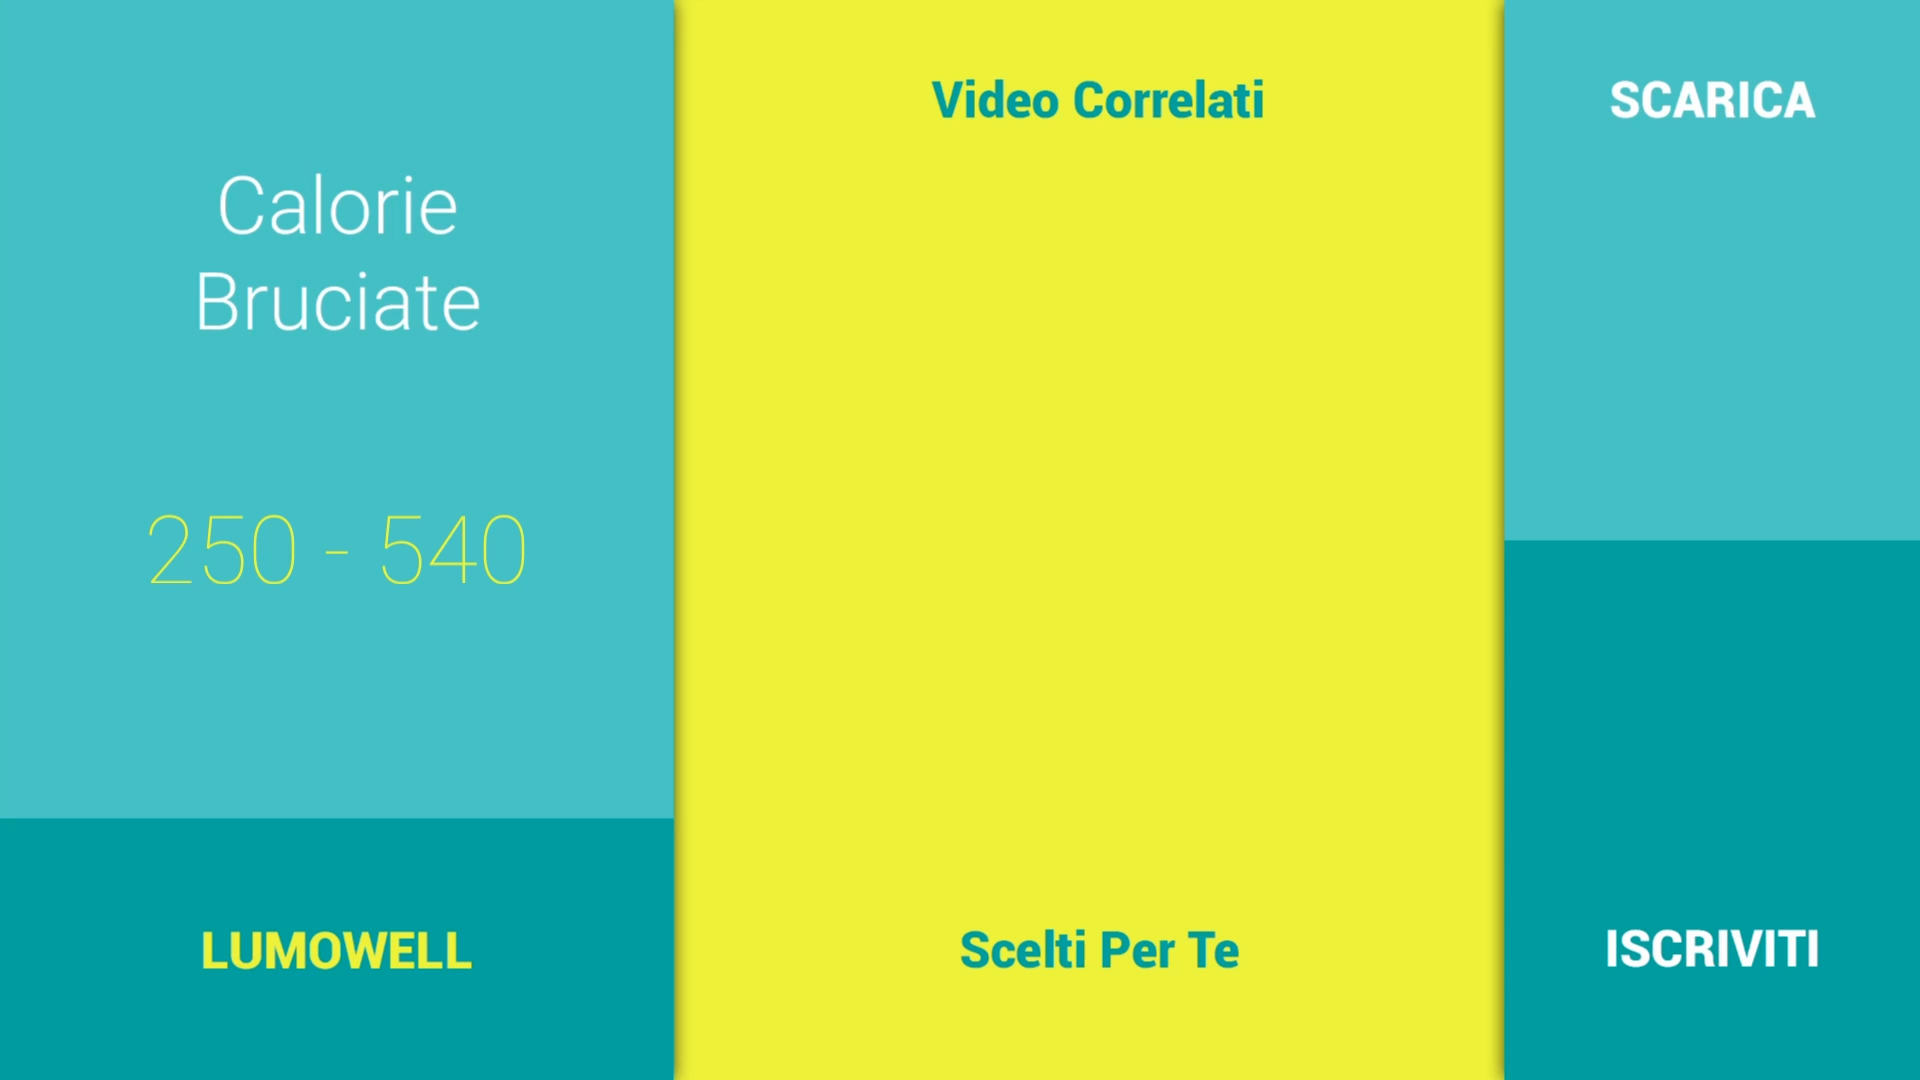 Calorie
Bruciate
250 - 540
LUMOWELL
Video Correlati
Scelti Per Te
SCARICA
ISCRIVITI